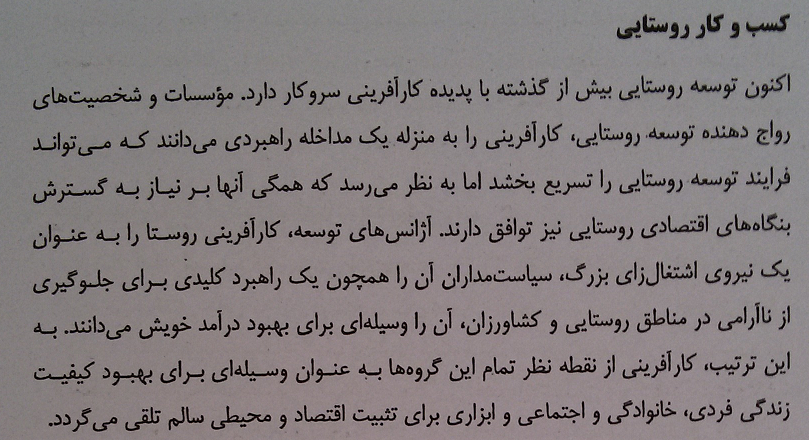 کسب و کار روستایی
اکنون توسعه روستایی بیش از گذشته با پدیده کارآفرینی سروکار دارد. مؤسسات و شخصیت‌های
رواج دهنده توسعه روستایی، کارآفرینی را به منزله یک مداخله راهبردی می‌دانند که می‌تواند
فرایند توسعه روستایی را تسریع بخشد اما به نظر می‌رسد که همگی آنها بر نیاز به گسترش
بنگاه‌های اقتصادی روستایی نیز توافق دارند. آژانس‌های توسعه، کارآفرینی روستا را به عنوان
یک نیروی اشتغال‌زای بزرگ، سیاست‌مداران آن را همچون یک راهبرد کلیدی برای جلوگیری
از ناآرامی در مناطق روستایی و کشاورزان، آن را وسیله‌ای برای بهبود درآمد خویش می‌دانند. به
این ترتیب، کارآفرینی از نقطه نظر تمام این گروه‌ها به عنوان وسیله‌ای برای بهبود کیفیت
زندگی فردی، خانوادگی و اجتماعی و ابزاری برای تثبیت اقتصاد و محیطی سالم تلقی می‌گردد.